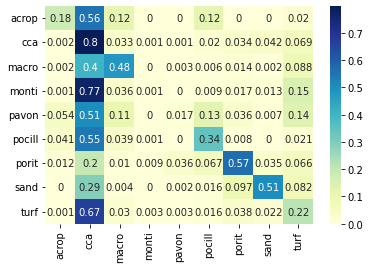 acrop 0.18 0.56 0.12 0 0 0.12 0 0 0.02
cca 0.002 0.8 0.033 0.001 0.001 0.02 0.034 0.042 0.069
macro 0.002 0.4 0.48 0 0.003 0.006 0.014 0.002 0.088
monti 0.001 0.77 0.036 0.001 0 0.009 0.017 0.013 0.15
pavon 0.054 0.51 0.11 0 0.017 0.13 0.036 0.007 0.14
pocill 0.041 0.55 0.039 0.001 0 0.34 0.008 0 0.021
porit 0.012 0.2 0.01 0.009 0.036 0.067 0.57 0.035 0.066
sand 0 0.29 0.004 0 0.002 0.016 0.097 0.51 0.082
turf 0.001 0.67 0.03 0.003 0.003 0.016 0.038 0.022 0.22
acrop cca macro monti pavon pocill porit sand turf
0.7
0.6
0.5
0.4
0.3
0.2
0.1
0.0